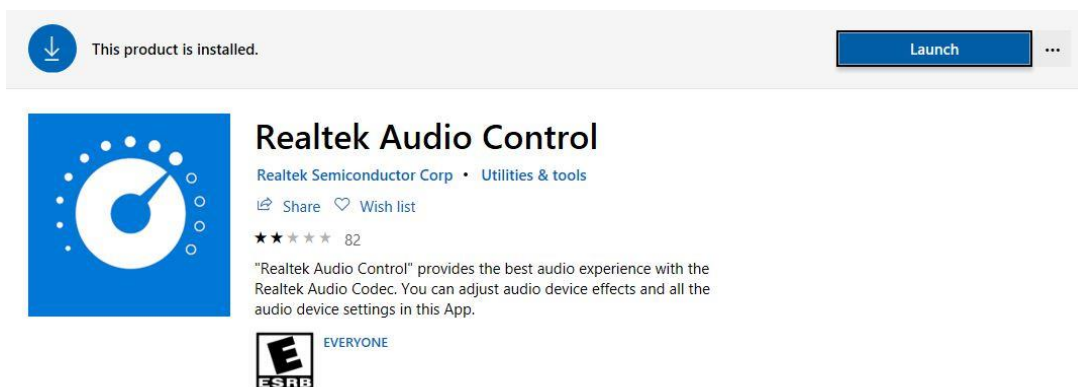 This product is installed.
Launch
...
Realtek Audio Control
Realtek Semiconductor Corp • Utilities & tools
Share Wish list
82
"Realtek Audio Control" provides the best audio experience with the
Realtek Audio Codec. You can adjust audio device effects and all the
audio device settings in this App.
EVERYONE
E
ESRB